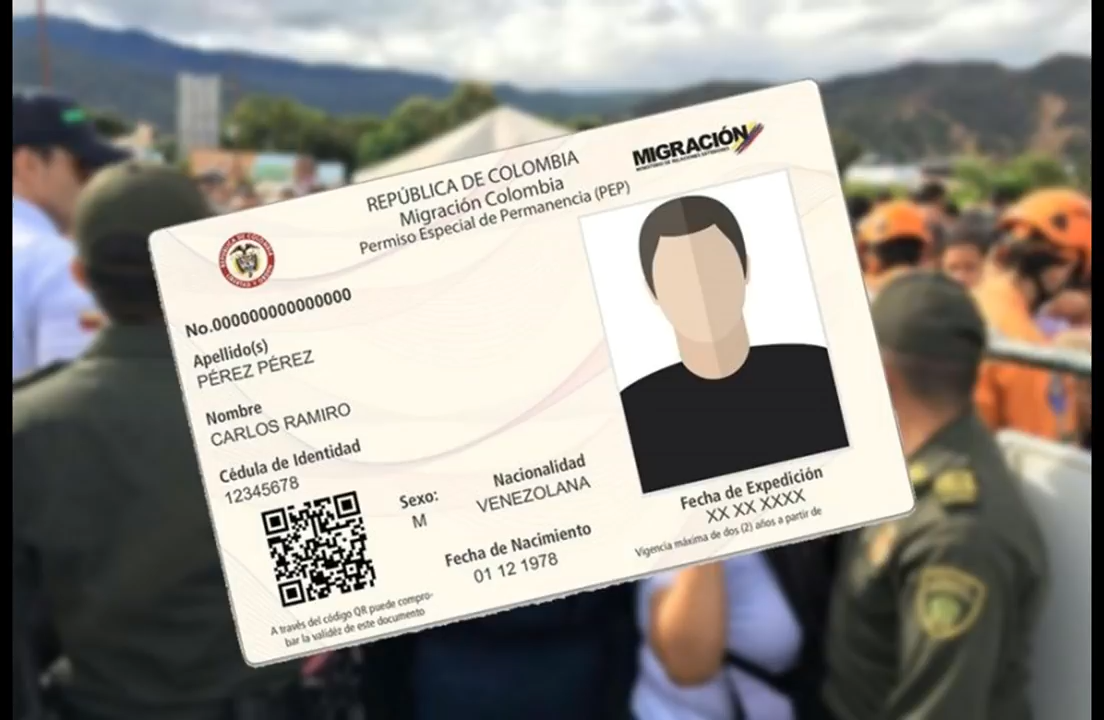 REPÚBLICA DE COLOMBIA
Migración Colombia
Permiso Especial de Permanencia (PEP)
MIGRACIÓN
No.000000000000000
Apellido(s)
PÉREZ PÉREZ
Nombre
CARLOS RAMIRO
Cédula de Identidad
12345678
Sexo:
M
Nacionalidad
VENEZOLANA
Fecha de Nacimiento
01 12 1978
Fecha de Expedición
XX XX XXXX
Vigencia máxima de dos (2) años a partir de
A través del código QR puede compro-
bar la validéz de este documento